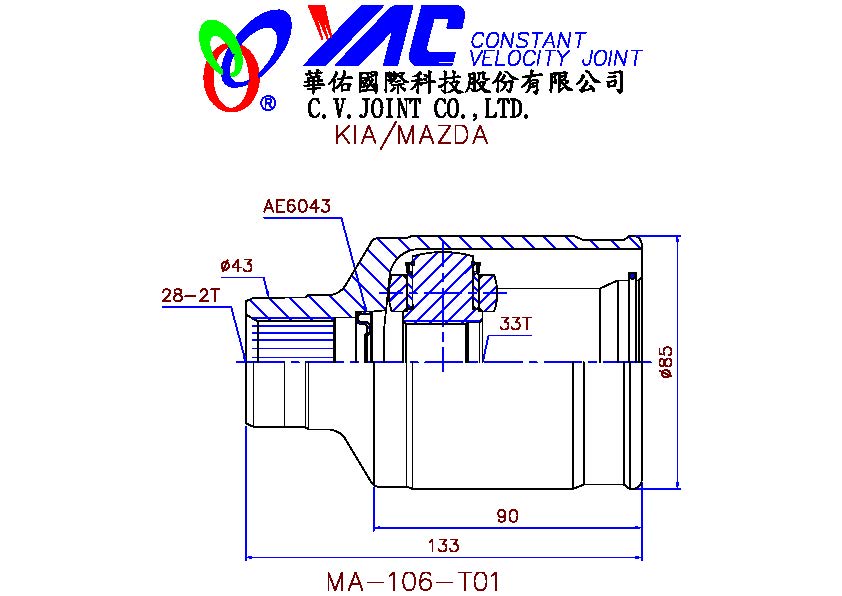 YAC CONSTANT
VELOCITY JOINT
®
華佑國際科技股份有限公司
C.V.JOINT CO.,LTD.
KIA/MAZDA
AE6043
ø43
28-2T
33T
ø85
90
133
MA-106-T01